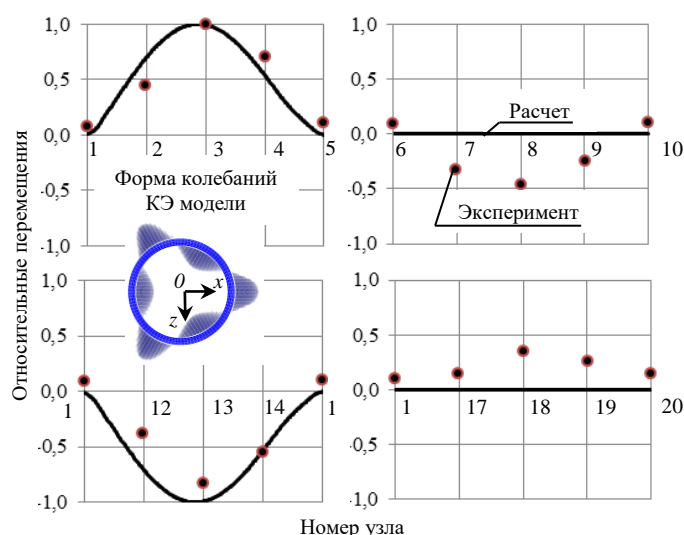 1,0
0,5
0,0
-0,5
-1,0
1 2 3 4 5
Форма колебаний
КЭ модели
1,0
0,5
0,0
-0,5
-1,0
6 7 8 9 10
Расчет
Эксперимент
0 x
z
Относительные перемещения
1,0
0,5
0,0
-0,5
-1,0
1 12 13 14 1
1,0
0,5
0,0
-0,5
-1,0
1 17 18 19 20
Номер узла